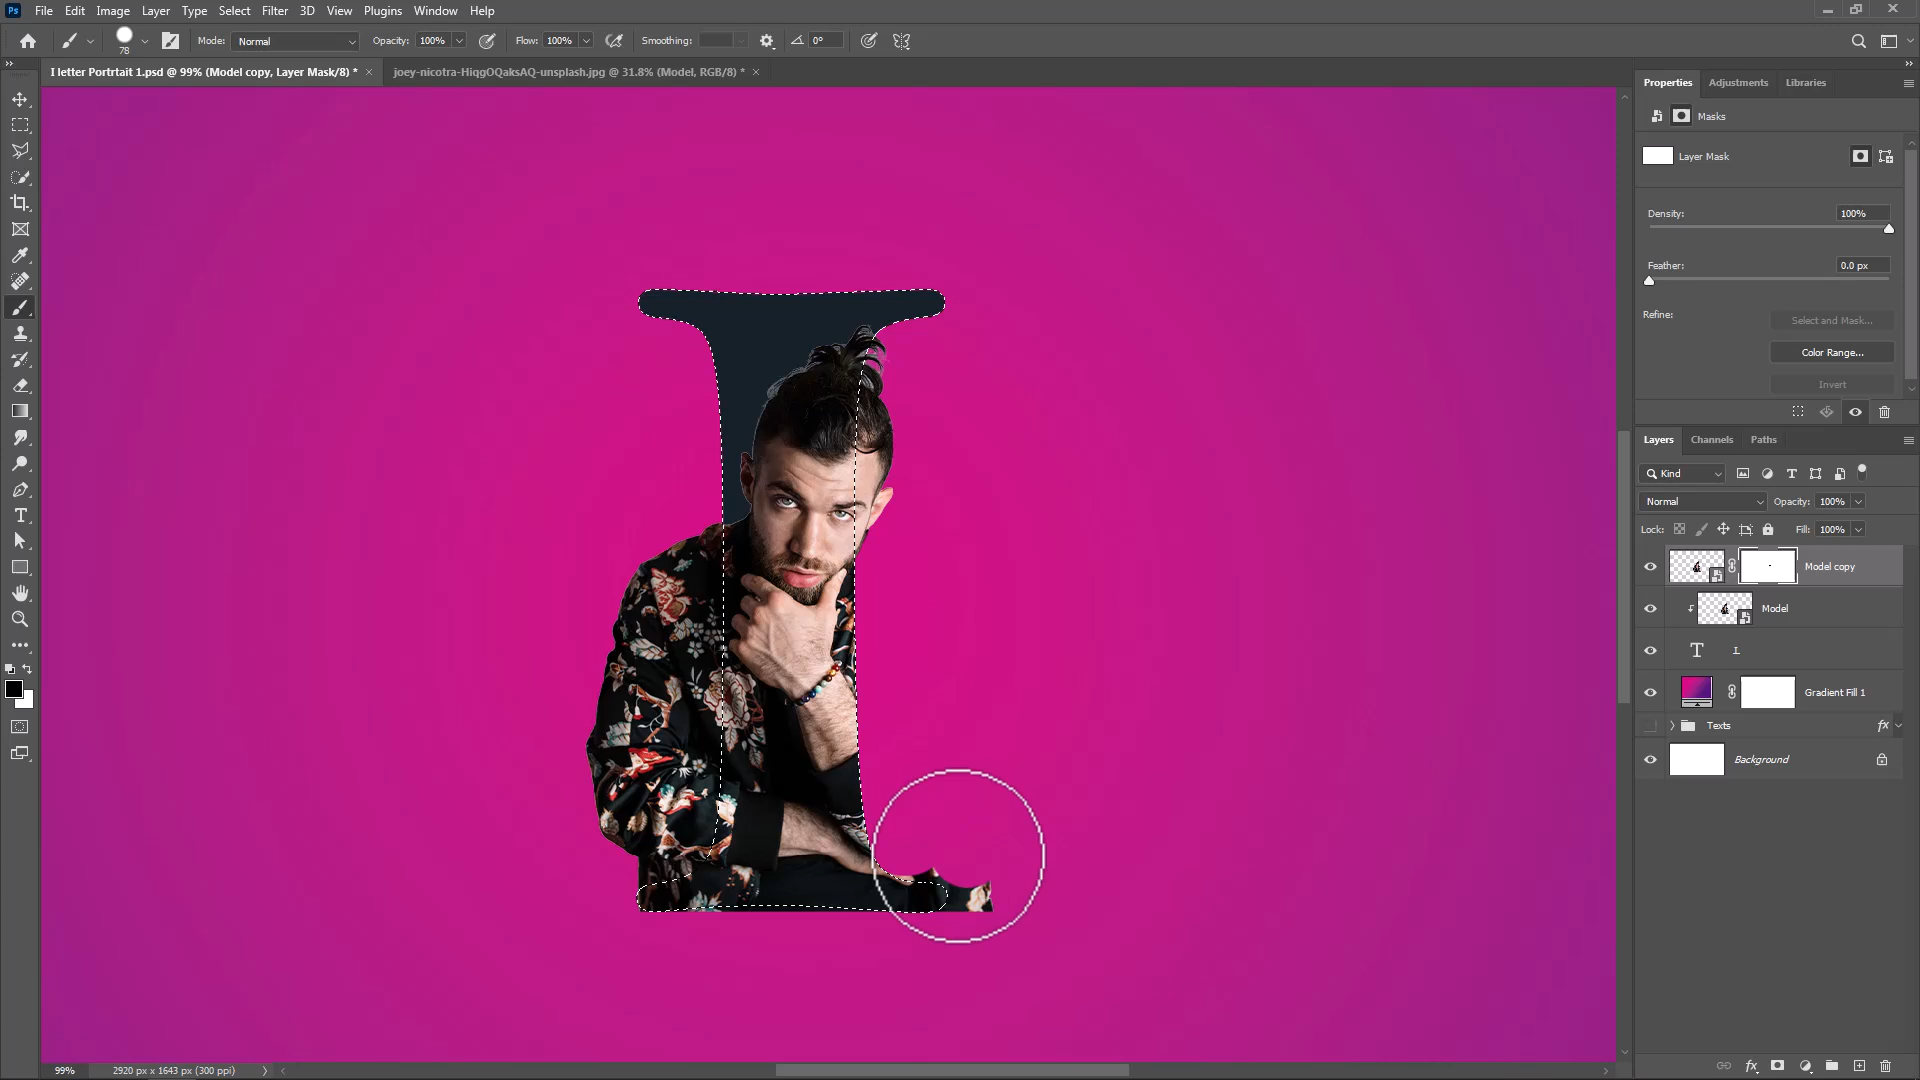 Ps File Edit Image Layer Type Select Filter 3D View Plugins Window Help
78 Mode: Normal Opacity: 100% Flow: 100% Smoothing: 0°
I letter Portrtait 1.psd @ 99% (Model copy, Layer Mask/8) * × joey-nicotra-HiqgOQaksAQ-unsplash.jpg @ 31.8% (Model, RGB/8) * ×
Properties Adjustments Libraries
Masks
Layer Mask
Density: 100%
Feather: 0.0 px
Refine: Select and Mask...
Color Range...
Invert
Layers Channels Paths
Kind
Normal Opacity: 100%
Lock: Fill: 100%
Model copy
Model
T I
Gradient Fill 1
Texts fx
Background
99% 2920 px x 1643 px (300 ppi)
fx